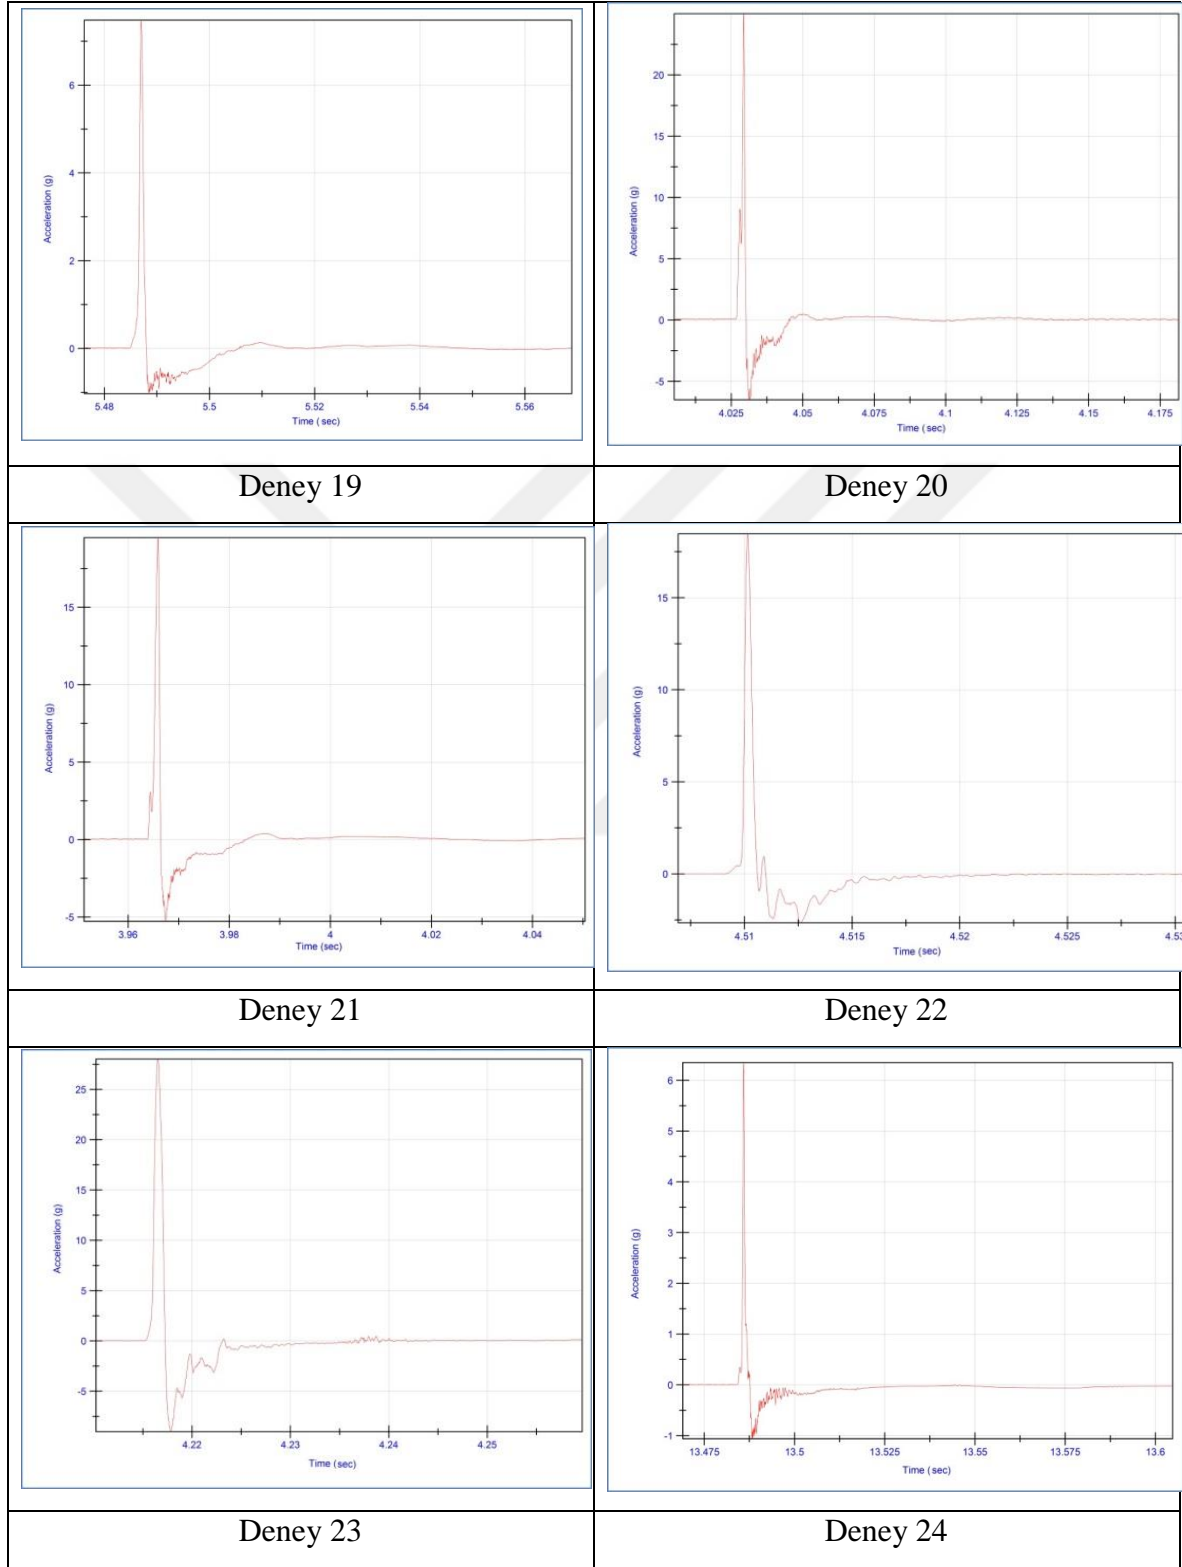 6
4
2
0
Acceleration (g)
5.48 5.5 5.52 5.54 5.56
Time (sec)
20
15
10
5
0
-5
Acceleration (g)
4.025 4.05 4.075 4.1 4.125 4.15 4.175
Time (sec)
Deney 19
Deney 20
15
10
5
0
-5
Acceleration (g)
3.96 3.98 4 4.02 4.04
Time (sec)
15
10
5
0
Acceleration (g)
4.51 4.515 4.52 4.525
Time (sec)
Deney 21
Deney 22
25
20
15
10
5
0
-5
Acceleration (g)
4.22 4.23 4.24 4.25
Time (sec)
6
5
4
3
2
1
0
-1
Acceleration (g)
13.475 13.5 13.525 13.55 13.575 13.6
Time (sec)
Deney 23
Deney 24